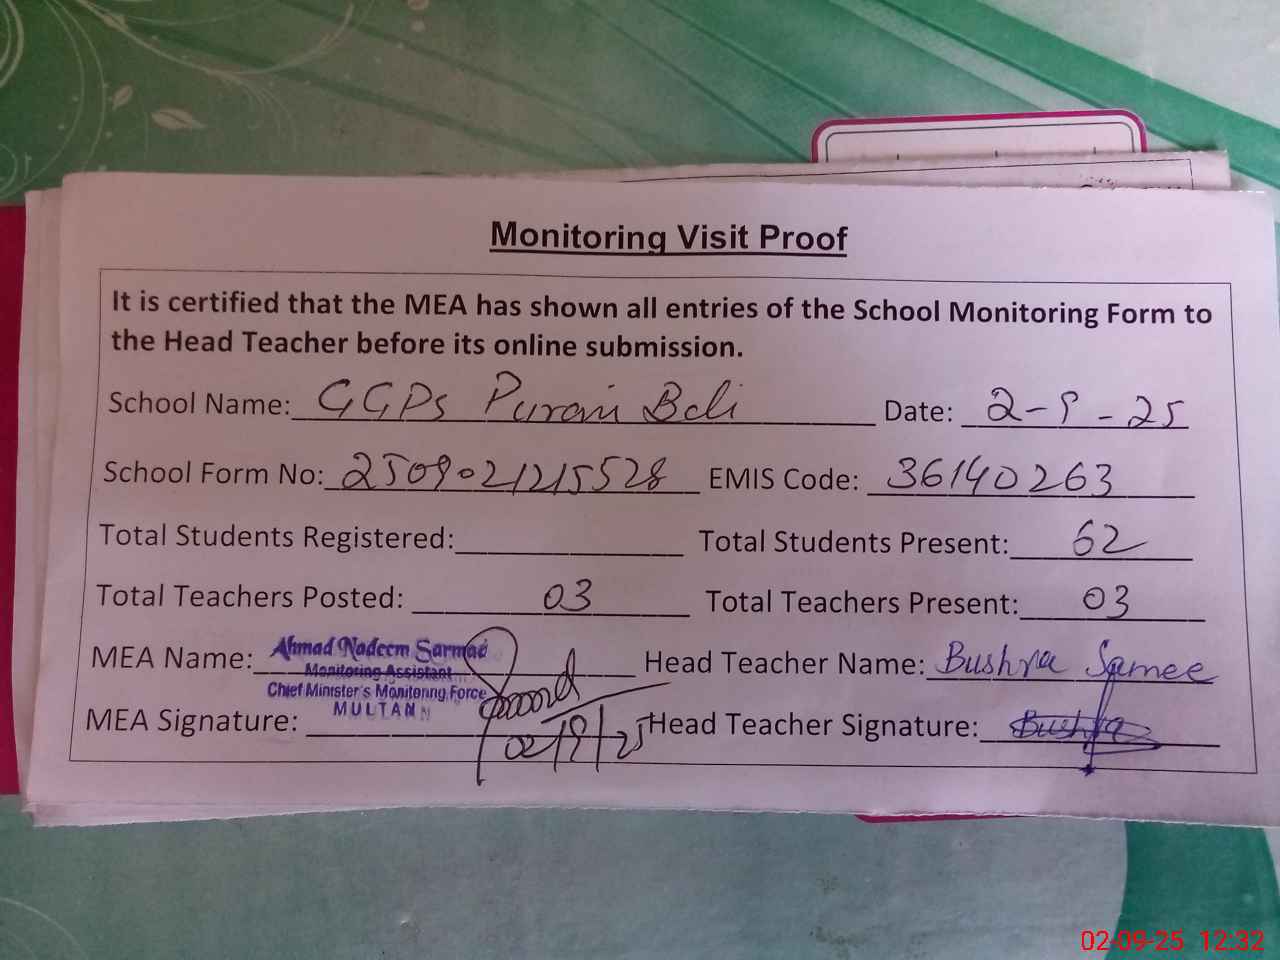 Monitoring Visit Proof
It is certified that the MEA has shown all entries of the School Monitoring Form to
the Head Teacher before its online submission.
School Name: GGPS Purani Beli Date: 2-9-25
School Form No: 2509021215528 EMIS Code: 36140263
Total Students Registered: Total Students Present: 62
Total Teachers Posted: 03 Total Teachers Present: 03
MEA Name: Ahmad Nadeem Sarmad Head Teacher Name: Bushra Samee
Monitoring Assistant
Chief Minister's Monitoring Force
MULTAN
MEA Signature: 02/9/25 Head Teacher Signature: Bushra
02-09-25 12:32